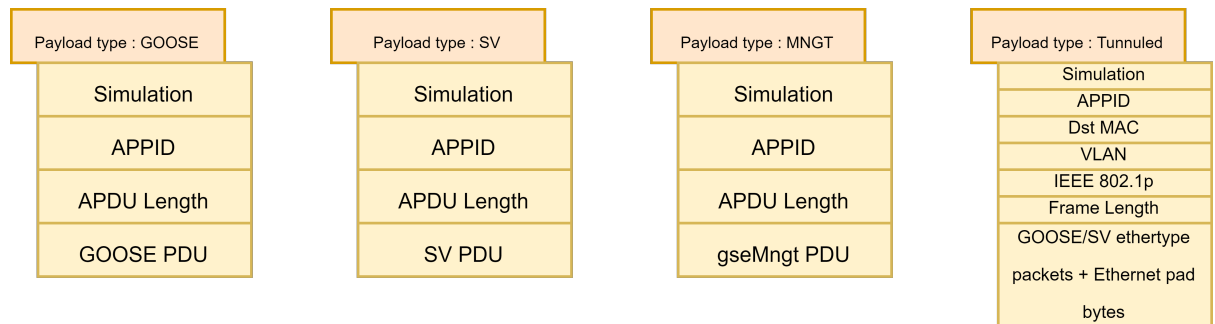 Payload type : GOOSE
Simulation
APPID
APDU Length
GOOSE PDU
Payload type : SV
Simulation
APPID
APDU Length
SV PDU
Payload type : MNGT
Simulation
APPID
APDU Length
gseMngt PDU
Payload type : Tunnuled
Simulation
APPID
Dst MAC
VLAN
IEEE 802.1p
Frame Length
GOOSE/SV ethertype
packets + Ethernet pad
bytes